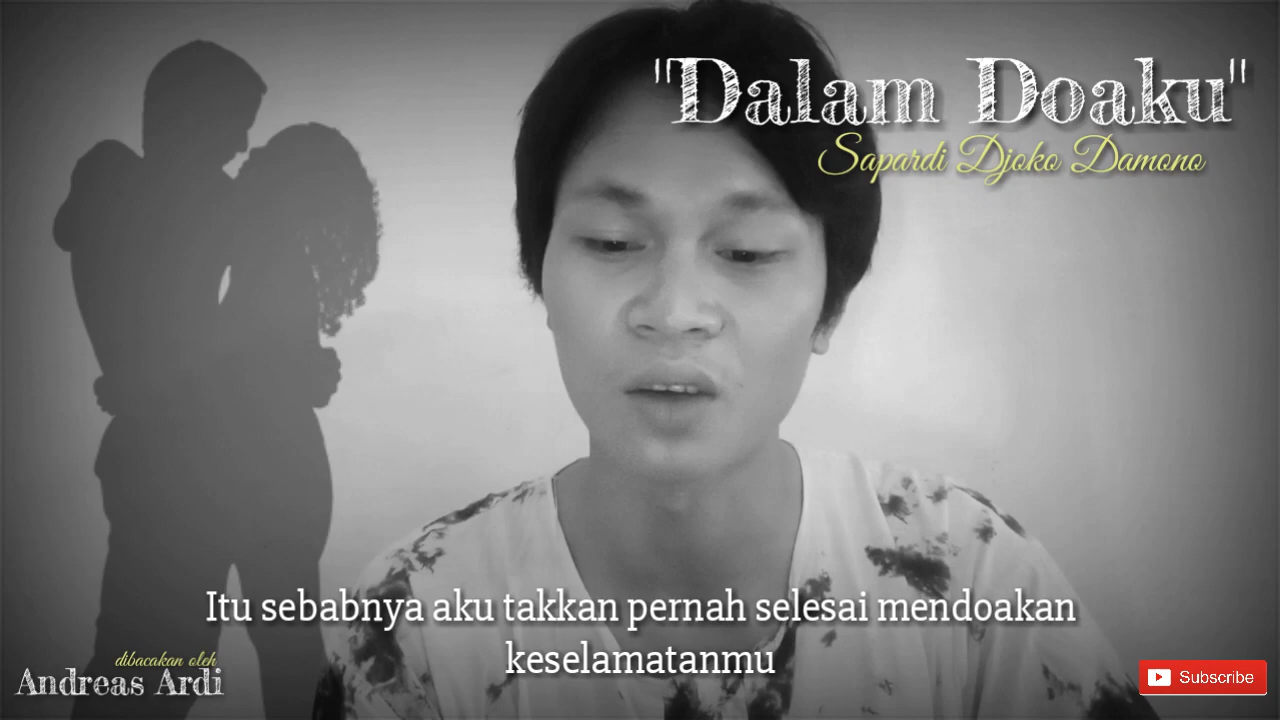 "Dalam Doaku"
Sapardi Djoko Damono
Itu sebabnya aku takkan pernah selesai mendoakan
keselamatanmu
dibacakan oleh
Andreas Ardi
Subscribe